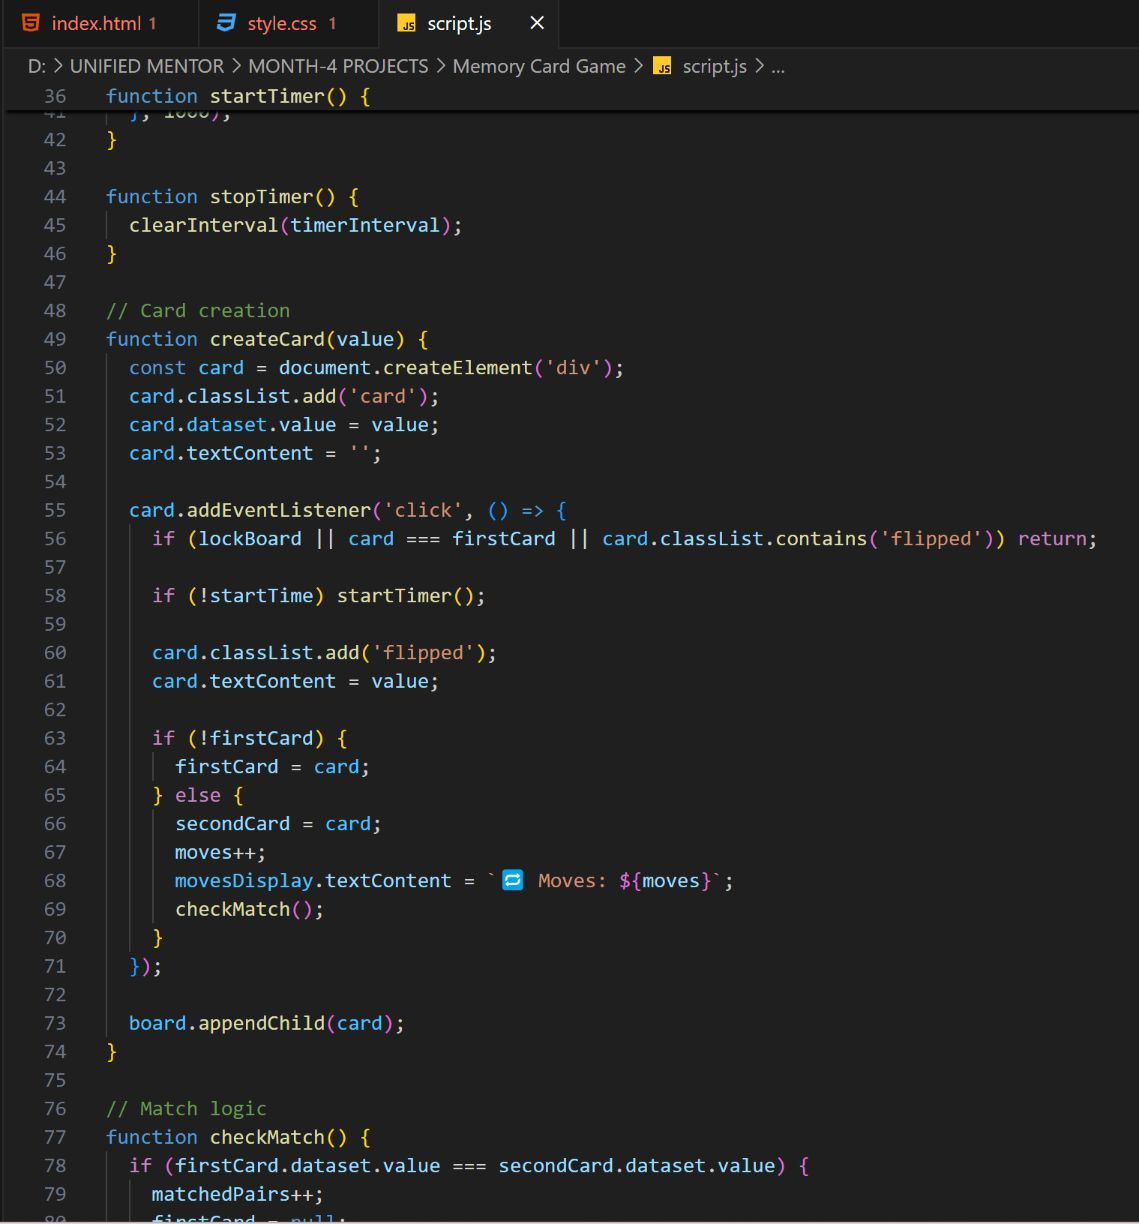 index.html 1 style.css 1 JS script.js ×
D: > UNIFIED MENTOR > MONTH-4 PROJECTS > Memory Card Game > JS script.js > ...
36 function startTimer() {
41 }, 1000);
42 }
43
44 function stopTimer() {
45 clearInterval(timerInterval);
46 }
47
48 // Card creation
49 function createCard(value) {
50 const card = document.createElement('div');
51 card.classList.add('card');
52 card.dataset.value = value;
53 card.textContent = '';
54
55 card.addEventListener('click', () => {
56 if (lockBoard || card === firstCard || card.classList.contains('flipped')) return;
57
58 if (!startTime) startTimer();
59
60 card.classList.add('flipped');
61 card.textContent = value;
62
63 if (!firstCard) {
64 firstCard = card;
65 } else {
66 secondCard = card;
67 moves++;
68 movesDisplay.textContent = `🔁 Moves: ${moves}`;
69 checkMatch();
70 }
71 });
72
73 board.appendChild(card);
74 }
75
76 // Match logic
77 function checkMatch() {
78 if (firstCard.dataset.value === secondCard.dataset.value) {
79 matchedPairs++;
80 firstCard = null;